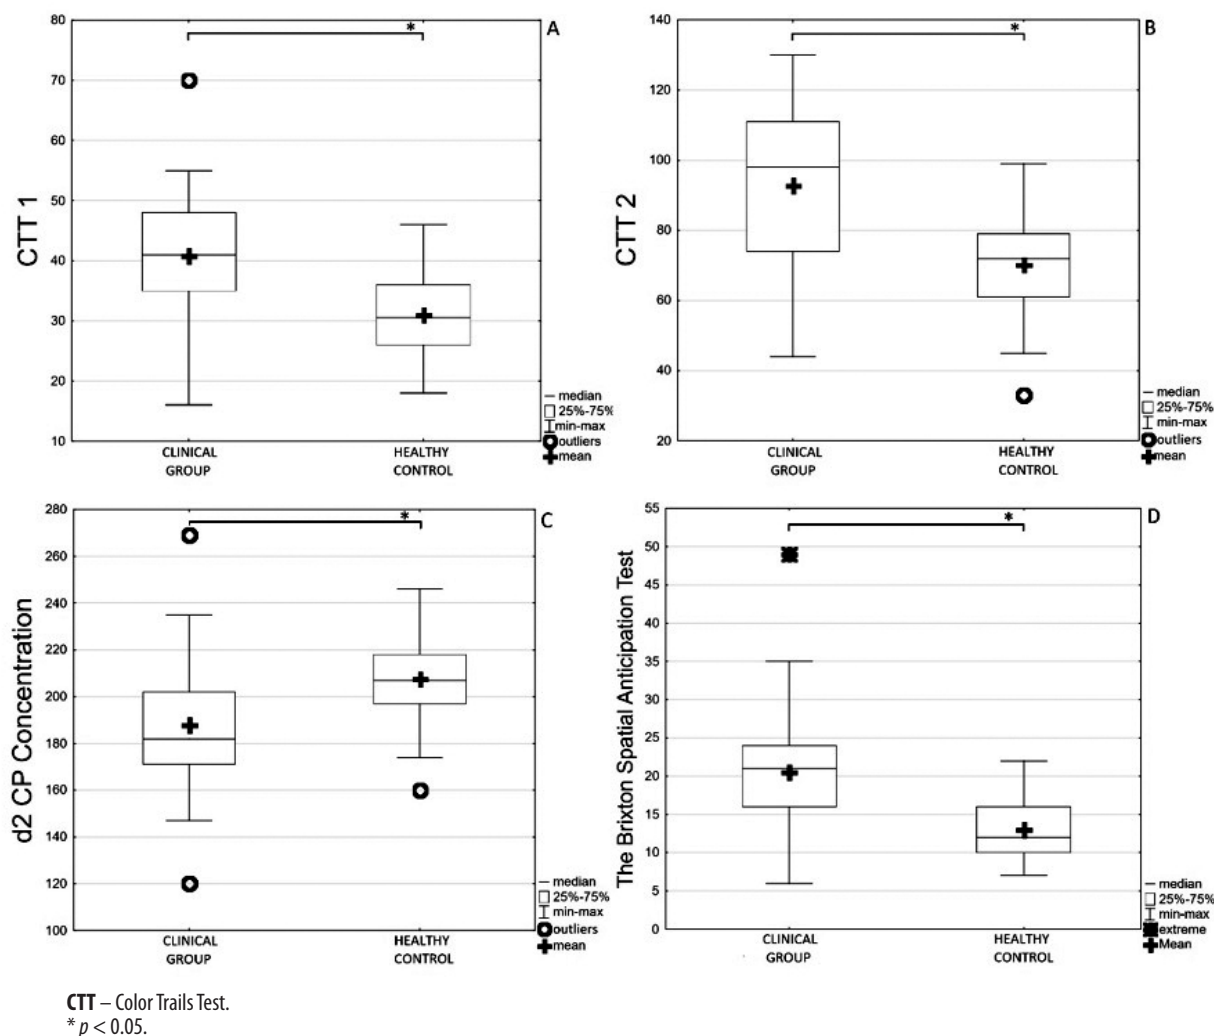 80
*
A
70
60
50
CTT 1
40
30
20
10
median
25%-75%
min-max
outliers
mean
CLINICAL
GROUP
HEALTHY
CONTROL
140
*
B
120
100
CTT 2
80
60
40
20
median
25%-75%
min-max
outliers
mean
CLINICAL
GROUP
HEALTHY
CONTROL
280
*
C
260
240
220
d2 CP Concentration
200
180
160
140
120
100
median
25%-75%
min-max
outliers
mean
CLINICAL
GROUP
HEALTHY
CONTROL
55
*
D
50
45
40
35
The Brixton Spatial Anticipation Test
30
25
20
15
10
5
0
median
25%-75%
min-max
extreme
Mean
CLINICAL
GROUP
HEALTHY
CONTROL
CTT – Color Trails Test.
* p < 0.05.